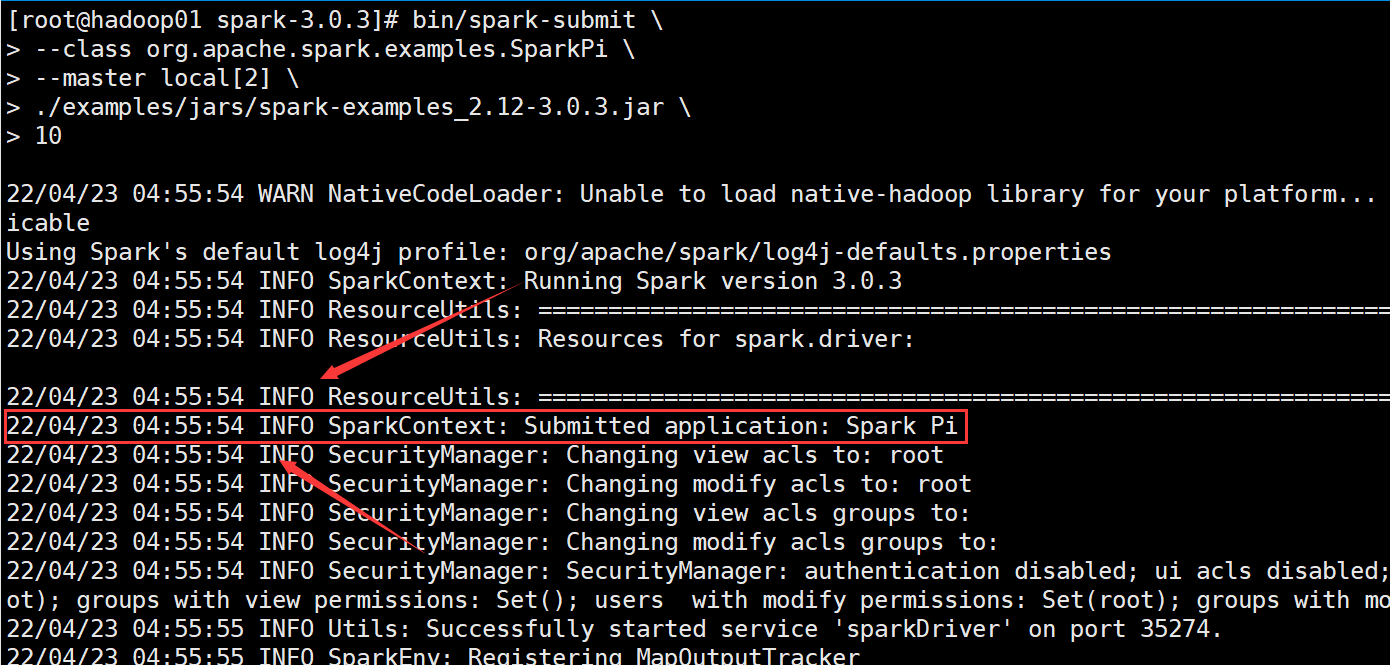 [root@hadoop01 spark-3.0.3]# bin/spark-submit \
> --class org.apache.spark.examples.SparkPi \
> --master local[2] \
> ./examples/jars/spark-examples_2.12-3.0.3.jar \
> 10
22/04/23 04:55:54 WARN NativeCodeLoader: Unable to load native-hadoop library for your platform...
icable
Using Spark's default log4j profile: org/apache/spark/log4j-defaults.properties
22/04/23 04:55:54 INFO SparkContext: Running Spark version 3.0.3
22/04/23 04:55:54 INFO ResourceUtils: ==============================================================
22/04/23 04:55:54 INFO ResourceUtils: Resources for spark.driver:
22/04/23 04:55:54 INFO ResourceUtils: ==============================================================
22/04/23 04:55:54 INFO SparkContext: Submitted application: Spark Pi
22/04/23 04:55:54 INFO SecurityManager: Changing view acls to: root
22/04/23 04:55:54 INFO SecurityManager: Changing modify acls to: root
22/04/23 04:55:54 INFO SecurityManager: Changing view acls groups to:
22/04/23 04:55:54 INFO SecurityManager: Changing modify acls groups to:
22/04/23 04:55:54 INFO SecurityManager: SecurityManager: authentication disabled; ui acls disabled;
ot); groups with view permissions: Set(); users  with modify permissions: Set(root); groups with mo
22/04/23 04:55:55 INFO Utils: Successfully started service 'sparkDriver' on port 35274.
22/04/23 04:55:55 INFO SparkEnv: Registering MapOutputTracker